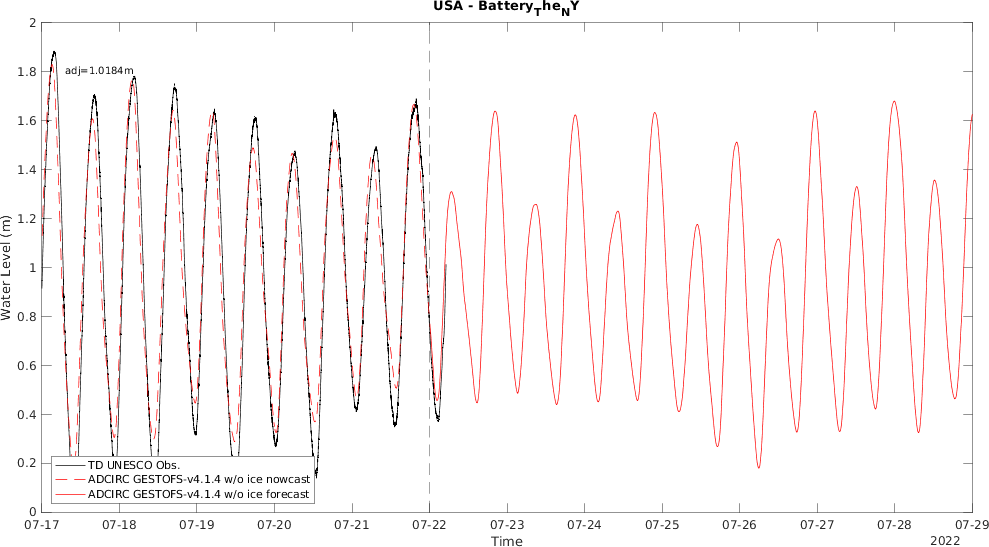 USA - BatteryTheNY
2
1.8
1.6
1.4
1.2
1
0.8
0.6
0.4
0.2
0
Water Level (m)
adj=1.0184m
TD UNESCO Obs.
ADCIRC GESTOFS-v4.1.4 w/o ice nowcast
ADCIRC GESTOFS-v4.1.4 w/o ice forecast
07-17 07-18 07-19 07-20 07-21 07-22 07-23 07-24 07-25 07-26 07-27 07-28 07-29
Time
2022